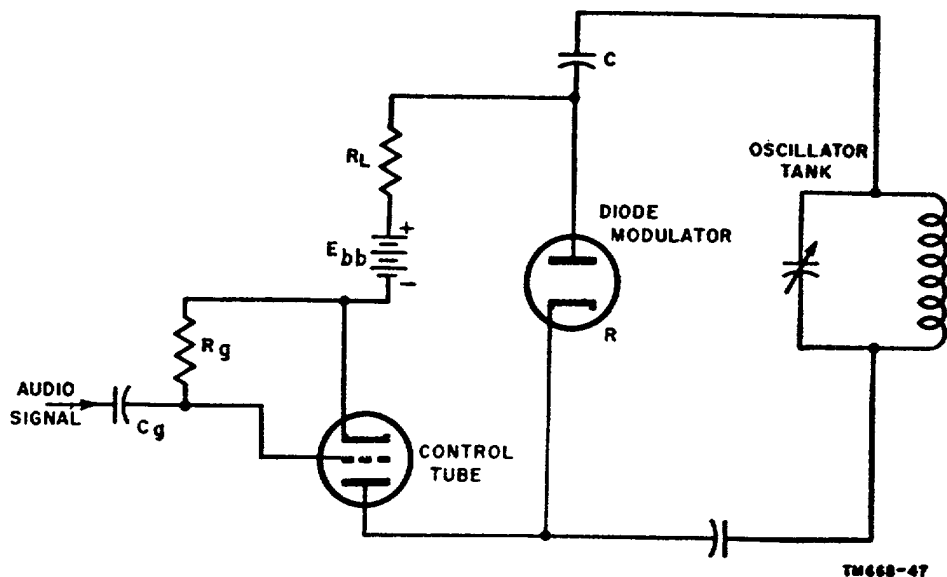 C
RL
OSCILLATOR
TANK
DIODE
MODULATOR
+
Ebb
-
R
Rg
AUDIO
SIGNAL
Cg
CONTROL
TUBE
TM668-47